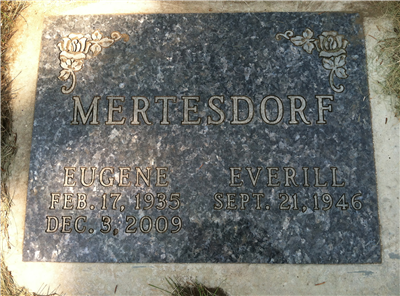 MERTESDORF
EUGENE EVERILL
FEB. 17, 1935 SEPT. 21, 1946
DEC. 3, 2009